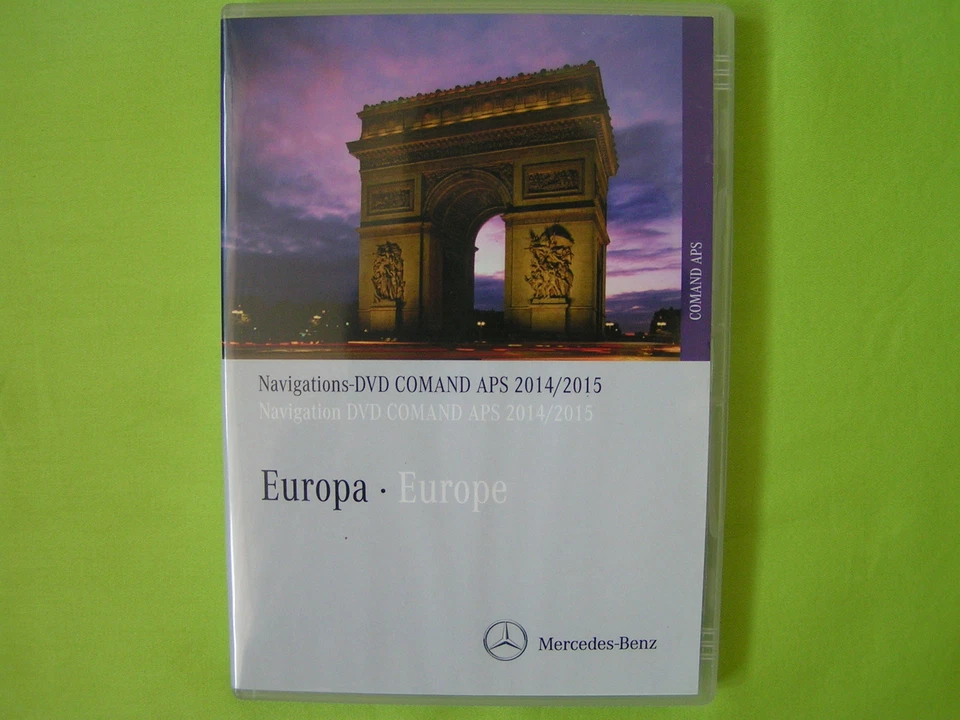 COMAND APS
Navigations-DVD COMAND APS 2014/2015
Navigation DVD COMAND APS 2014/2015
Europa · Europe
Mercedes-Benz